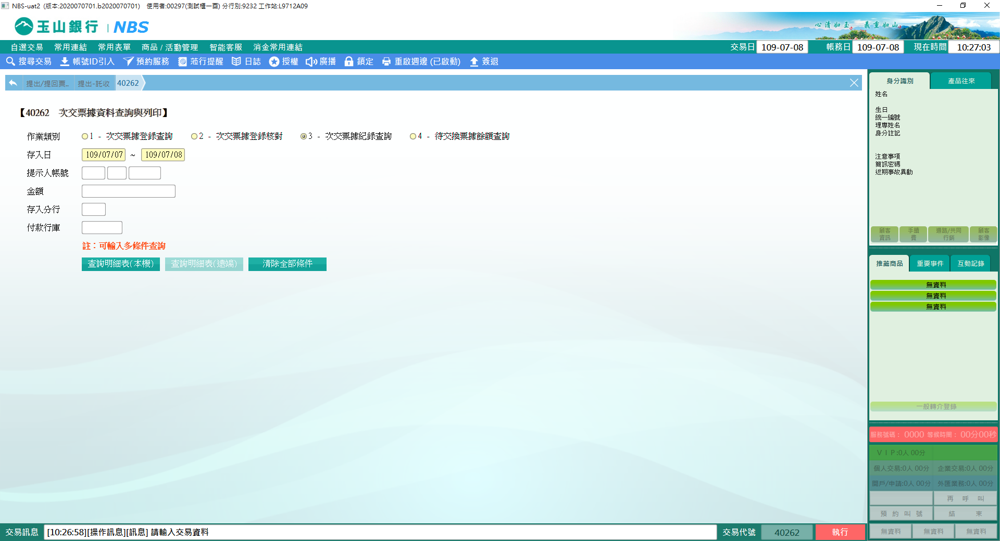 NBS-uat2 (版本:2020070701.b2020070701) 使用者:00297(測試櫃一酉) 分行別:9232 工作站:L9712A09
玉山銀行 | NBS
心清如玉。義重如山。
自選交易 常用連結 常用表單 商品 / 活動管理 智能客服 消金常用連結
交易日 109-07-08 帳務日 109-07-08 現在時間 10:27:03
搜尋交易 帳號ID引入 預約服務 蒞行提醒 日誌 授權 廣播 鎖定 重啟週邊 (已啟動) 簽退
提出/提回票.. 提出-託收 40262
【40262 次交票據資料查詢與列印】
作業類別 1 - 次交票據登錄查詢 2 - 次交票據登錄核對 3 - 次交票據紀錄查詢 4 - 待交換票據餘額查詢
存入日 109/07/07 ~ 109/07/08
提示人帳號
金額
存入分行
付款行庫
註：可輸入多條件查詢
查詢明細表(本機) 查詢明細表(遠端) 清除全部條件
身分識別 產品往來
姓名
生日
統一編號
理專姓名
身分註記
注意事項
簡訊密碼
近期事故異動
顧客資訊 手續費 通路/共同行銷 顧客影像
推薦商品 重要事件 互動記錄
無資料
無資料
無資料
一般轉介登錄
服務號碼： 0000 等候時間： 00分00秒
ＶＩＰ:0人 00分
個人交易:0人 00分 企業交易:0人 00分
開戶/申請:0人 00分 外匯業務:0人 00分
再 呼 叫
預 約 叫 號 結 束
無資料 無資料 無資料
交易訊息 [10:26:58][操作訊息][訊息] 請輸入交易資料 交易代號 40262 執行